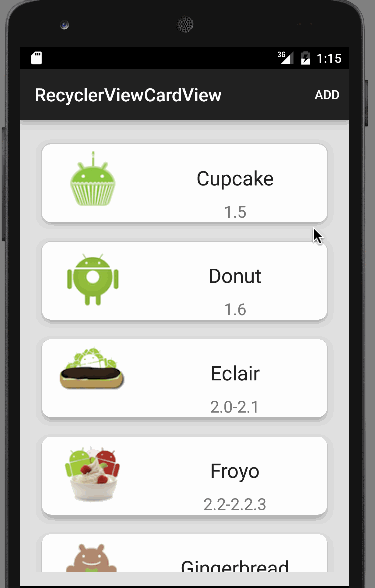 36 1:15
RecyclerViewCardView ADD
Cupcake
1.5
Donut
1.6
Eclair
2.0-2.1
Froyo
2.2-2.2.3
Gingerbread